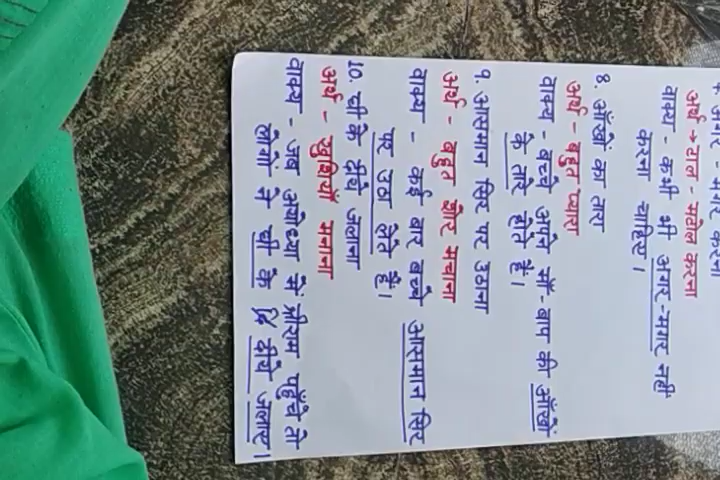 अगर - मगर करना
अर्थ → टाल - मटोल करना
वाक्य - कभी भी अगर-मगर नहीं
करना चाहिए।
8. आँखों का तारा
अर्थ - बहुत प्यारा
वाक्य - बच्चे अपने माँ-बाप की आँखों
के तारे होते हैं।
9. आसमान सिर पर उठाना
अर्थ - बहुत शोर मचाना
वाक्य - कई बार बच्चे आसमान सिर
पर उठा लेते हैं।
10. घी के दीये जलाना
अर्थ - खुशियाँ मनाना
वाक्य - जब अयोध्या में श्रीराम पहुँचे तो
लोगों ने घी के दीये जलाए।